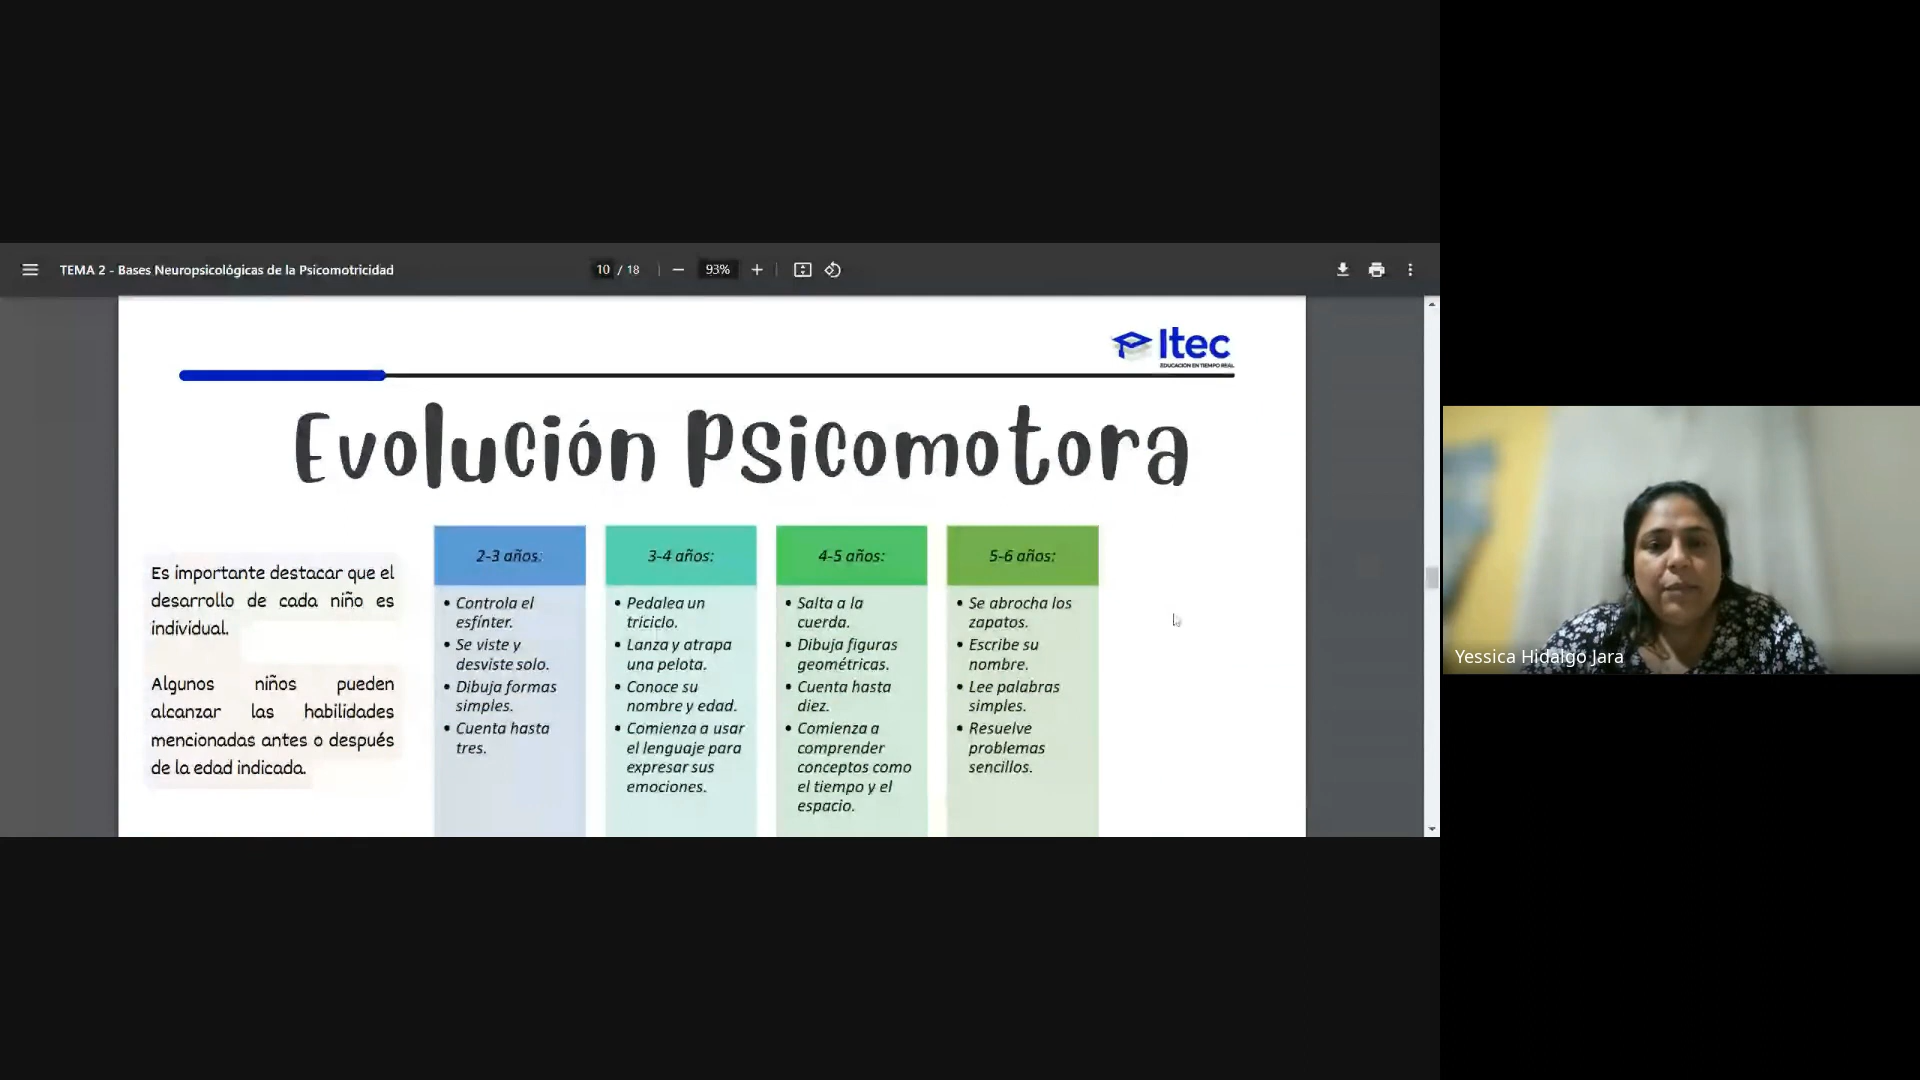 TEMA 2 - Bases Neuropsicológicas de la Psicomotricidad
10 / 18
93%
Itec
EDUCACIÓN EN TIEMPO REAL
Evolución Psicomotora
Es importante destacar que el
desarrollo de cada niño es
individual.
Algunos niños pueden
alcanzar las habilidades
mencionadas antes o después
de la edad indicada.
2-3 años:
• Controla el
esfínter.
• Se viste y
desviste solo.
• Dibuja formas
simples.
• Cuenta hasta
tres.
3-4 años:
• Pedalea un
triciclo.
• Lanza y atrapa
una pelota.
• Conoce su
nombre y edad.
• Comienza a usar
el lenguaje para
expresar sus
emociones.
4-5 años:
• Salta a la
cuerda.
• Dibuja figuras
geométricas.
• Cuenta hasta
diez.
• Comienza a
comprender
conceptos como
el tiempo y el
espacio.
5-6 años:
• Se abrocha los
zapatos.
• Escribe su
nombre.
• Lee palabras
simples.
• Resuelve
problemas
sencillos.
Yessica Hidalgo Jara